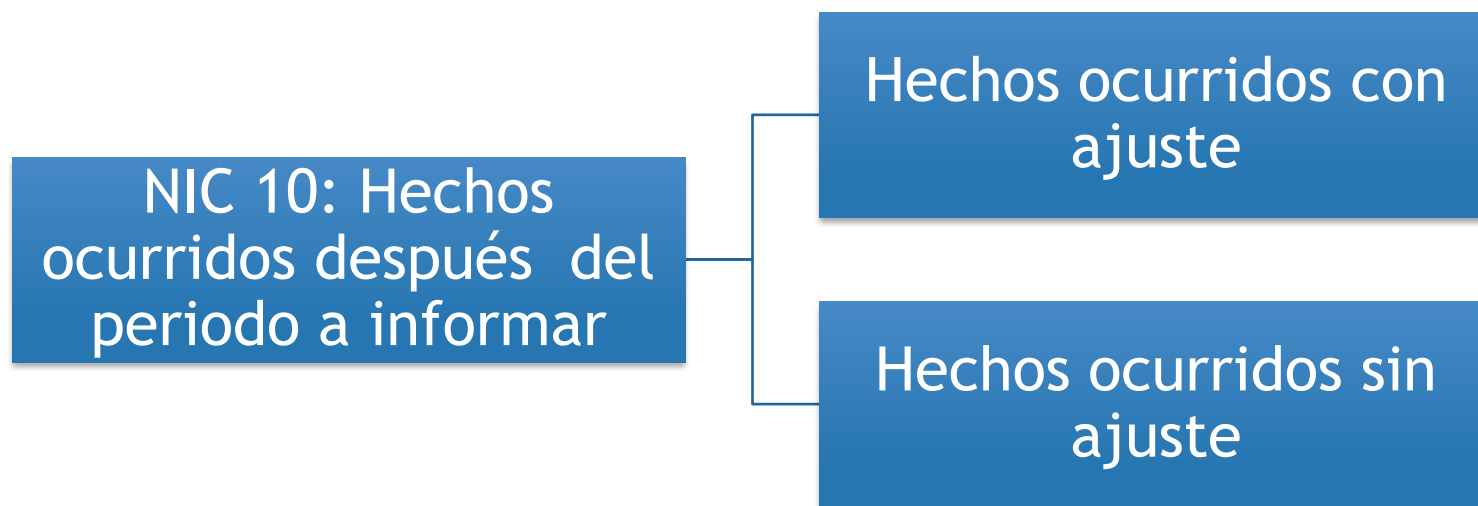 NIC 10: Hechos
ocurridos después  del
periodo a informar
Hechos ocurridos con
ajuste
Hechos ocurridos sin
ajuste